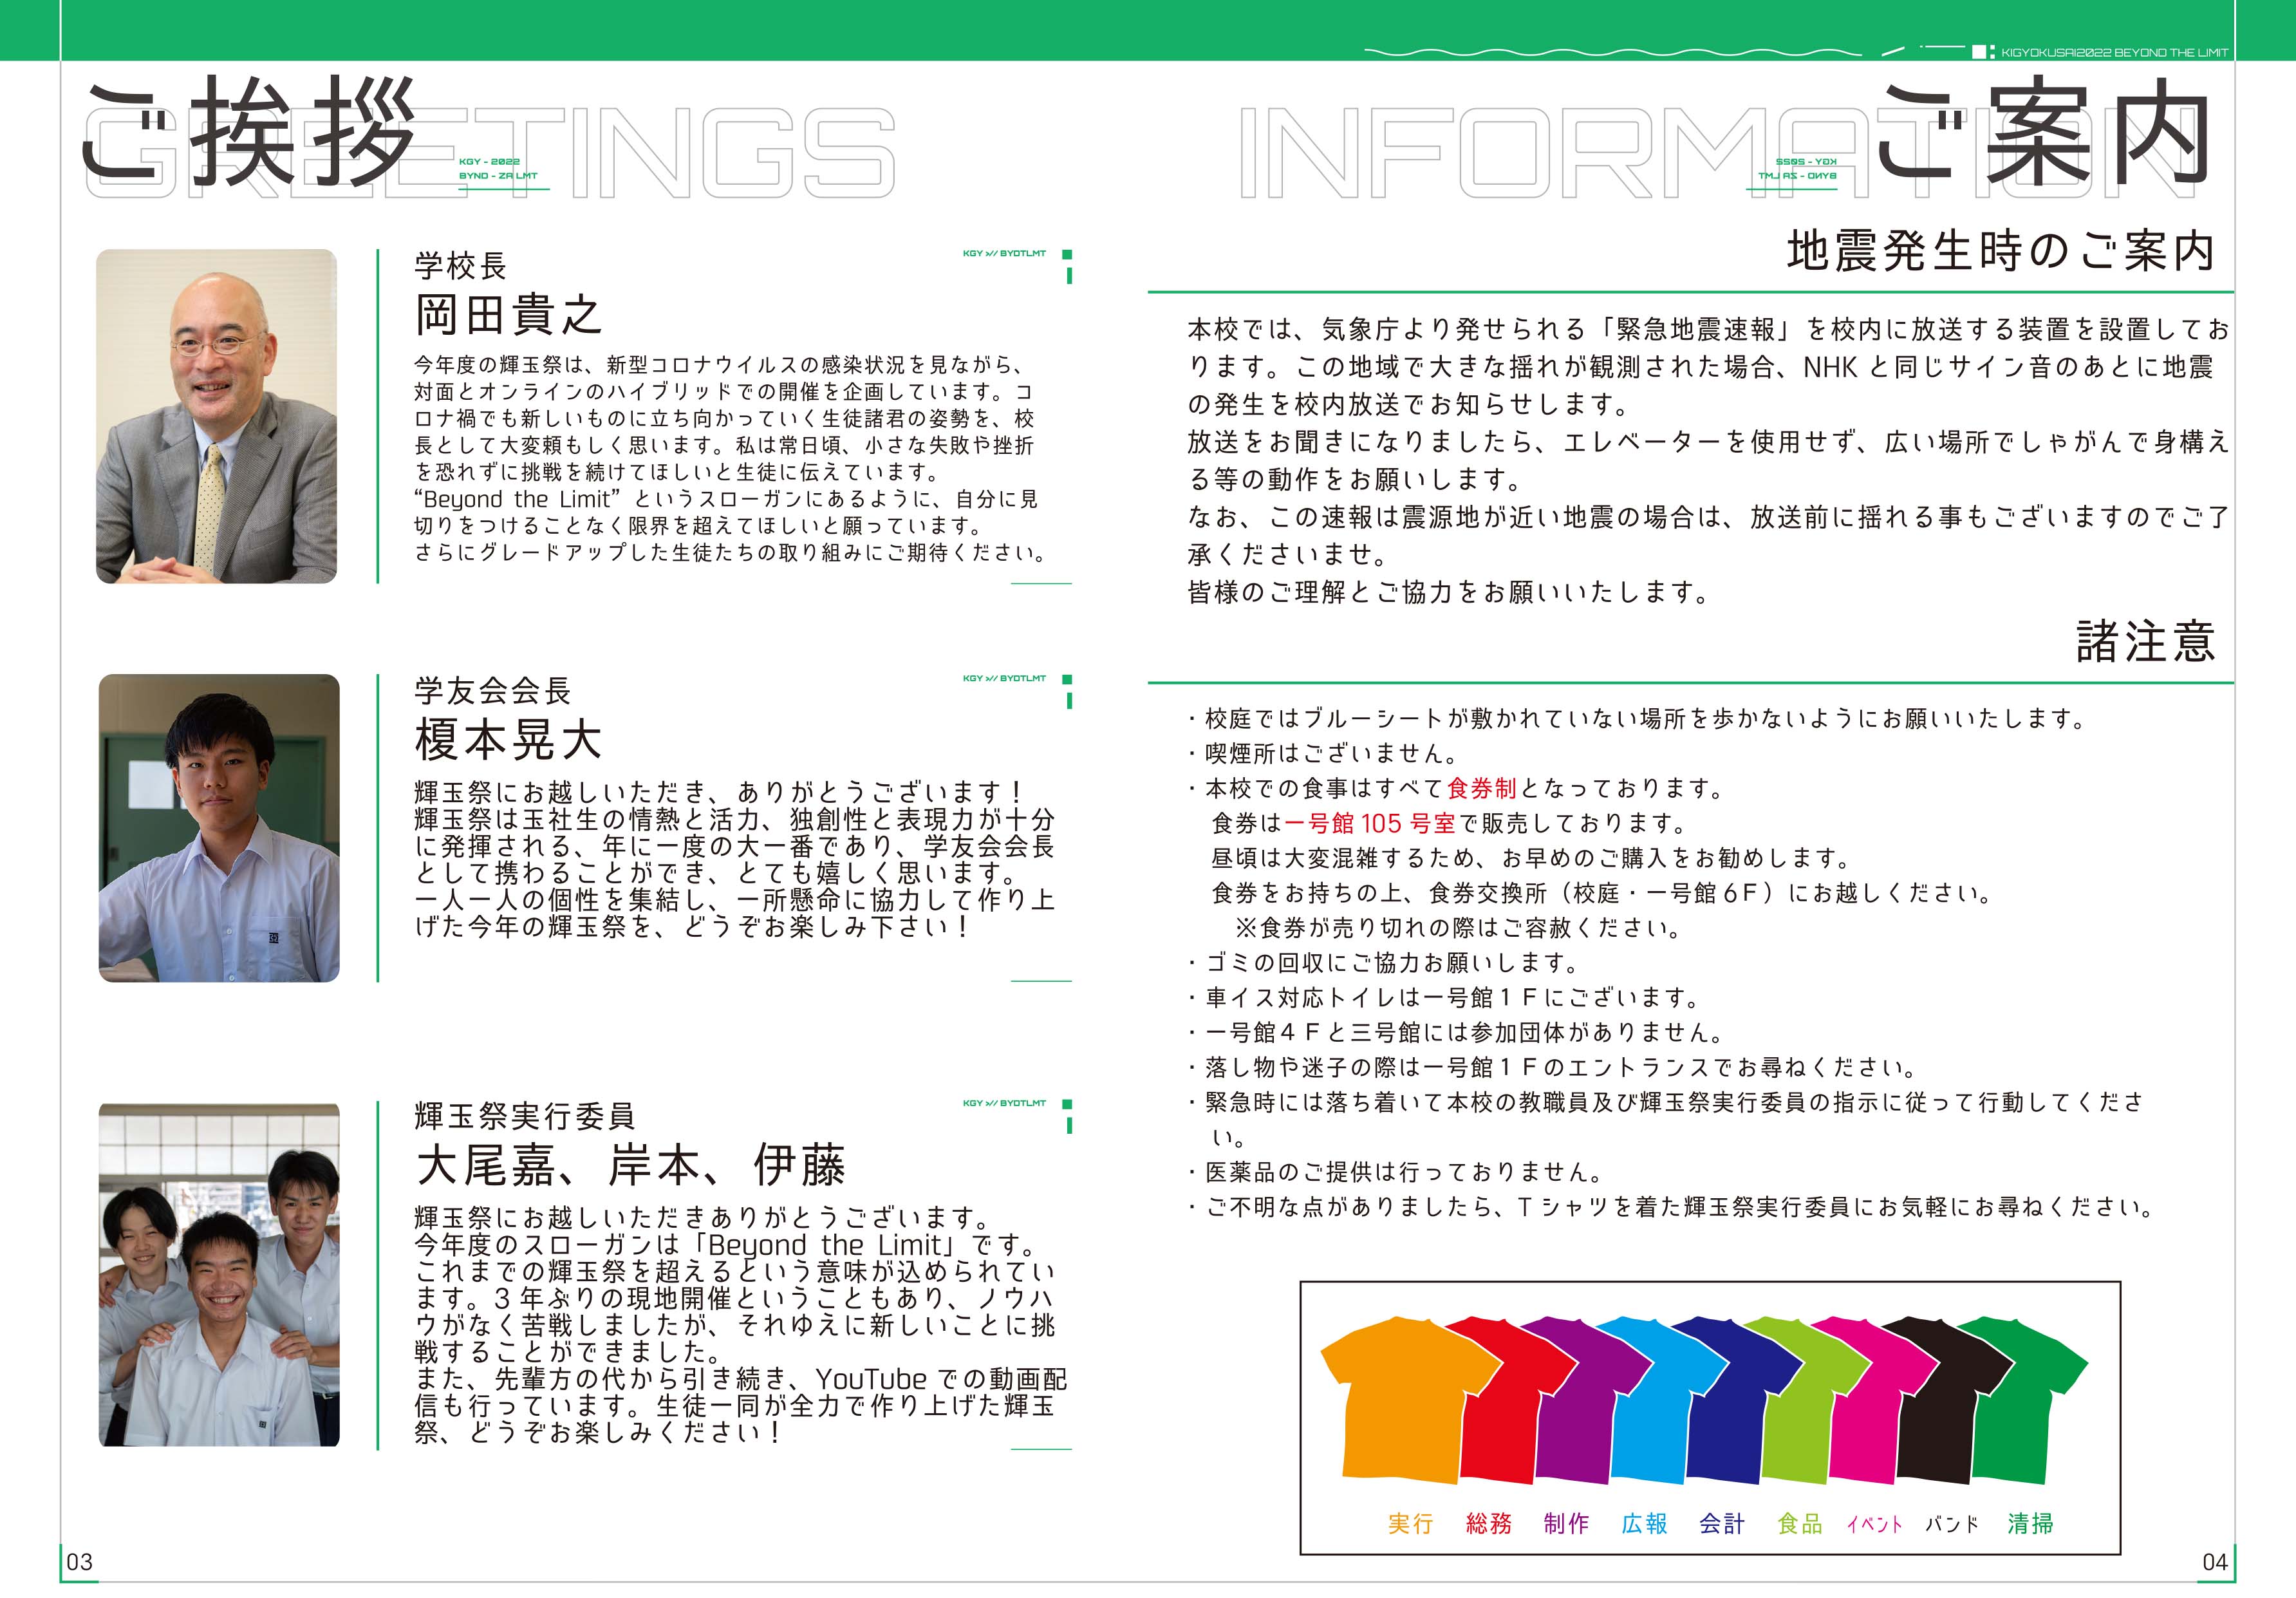 KIGYOKUSAI2022 BEYOND THE LIMIT
GREETINGS
ご挨拶
KGY - 2022
BYND - ZA LMT
学校長
岡田貴之
KGY >// BYDTLMT
今年度の輝玉祭は、新型コロナウイルスの感染状況を見ながら、
対面とオンラインのハイブリッドでの開催を企画しています。コ
ロナ禍でも新しいものに立ち向かっていく生徒諸君の姿勢を、校
長として大変頼もしく思います。私は常日頃、小さな失敗や挫折
を恐れずに挑戦を続けてほしいと生徒に伝えています。
“Beyond the Limit” というスローガンにあるように、自分に見
切りをつけることなく限界を超えてほしいと願っています。
さらにグレードアップした生徒たちの取り組みにご期待ください。
学友会会長
榎本晃大
KGY >// BYDTLMT
輝玉祭にお越しいただき、ありがとうございます！
輝玉祭は玉社生の情熱と活力、独創性と表現力が十分
に発揮される、年に一度の大一番であり、学友会会長
として携わることができ、とても嬉しく思います。
一人一人の個性を集結し、一所懸命に協力して作り上
げた今年の輝玉祭を、どうぞお楽しみ下さい！
輝玉祭実行委員
大尾嘉、岸本、伊藤
KGY >// BYDTLMT
輝玉祭にお越しいただきありがとうございます。
今年度のスローガンは「Beyond the Limit」です。
これまでの輝玉祭を超えるという意味が込められてい
ます。3 年ぶりの現地開催ということもあり、ノウハ
ウがなく苦戦しましたが、それゆえに新しいことに挑
戦することができました。
また、先輩方の代から引き続き、YouTube での動画配
信も行っています。生徒一同が全力で作り上げた輝玉
祭、どうぞお楽しみください！
03
INFORMATION
ご案内
KGY - 2022
BYND - ZA LMT
地震発生時のご案内
本校では、気象庁より発せられる「緊急地震速報」を校内に放送する装置を設置してお
ります。この地域で大きな揺れが観測された場合、NHK と同じサイン音のあとに地震
の発生を校内放送でお知らせします。
放送をお聞きになりましたら、エレベーターを使用せず、広い場所でしゃがんで身構え
る等の動作をお願いします。
なお、この速報は震源地が近い地震の場合は、放送前に揺れる事もございますのでご了
承くださいませ。
皆様のご理解とご協力をお願いいたします。
諸注意
・校庭ではブルーシートが敷かれていない場所を歩かないようにお願いいたします。
・喫煙所はございません。
・本校での食事はすべて食券制となっております。
食券は一号館 105 号室で販売しております。
昼頃は大変混雑するため、お早めのご購入をお勧めします。
食券をお持ちの上、食券交換所（校庭・一号館６F）にお越しください。
※食券が売り切れの際はご容赦ください。
・ゴミの回収にご協力お願いします。
・車イス対応トイレは一号館１Ｆにございます。
・一号館４Ｆと三号館には参加団体がありません。
・落し物や迷子の際は一号館１Ｆのエントランスでお尋ねください。
・緊急時には落ち着いて本校の教職員及び輝玉祭実行委員の指示に従って行動してくださ
い。
・医薬品のご提供は行っておりません。
・ご不明な点がありましたら、T シャツを着た輝玉祭実行委員にお気軽にお尋ねください。
実行 総務 制作 広報 会計 食品 イベント バンド 清掃
04